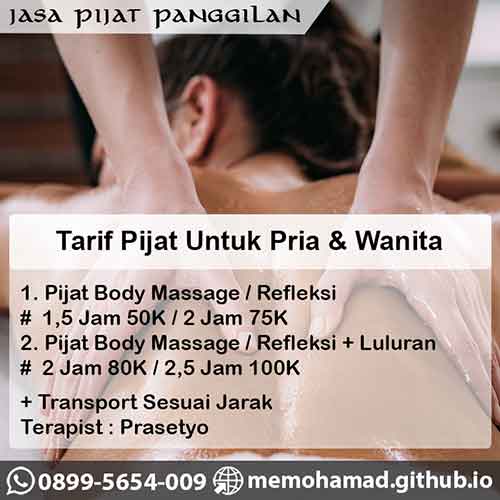 JASA PIJAT PANGGILAN
Tarif Pijat Untuk Pria & Wanita
1. Pijat Body Massage / Refleksi
# 1,5 Jam 50K / 2 Jam 75K
2. Pijat Body Massage / Refleksi + Luluran
# 2 Jam 80K / 2,5 Jam 100K
+ Transport Sesuai Jarak
Terapist : Prasetyo
0899-5654-009 memohamad.github.io